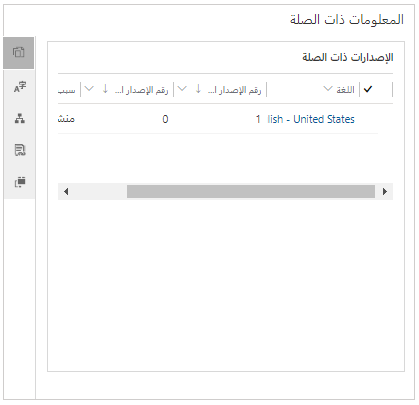 المعلومات ذات الصلة
الإصدارات ذات الصلة
اللغة رقم الإصدار ا... رقم الإصدار ا... سبب
lish - United States 1 0 منش